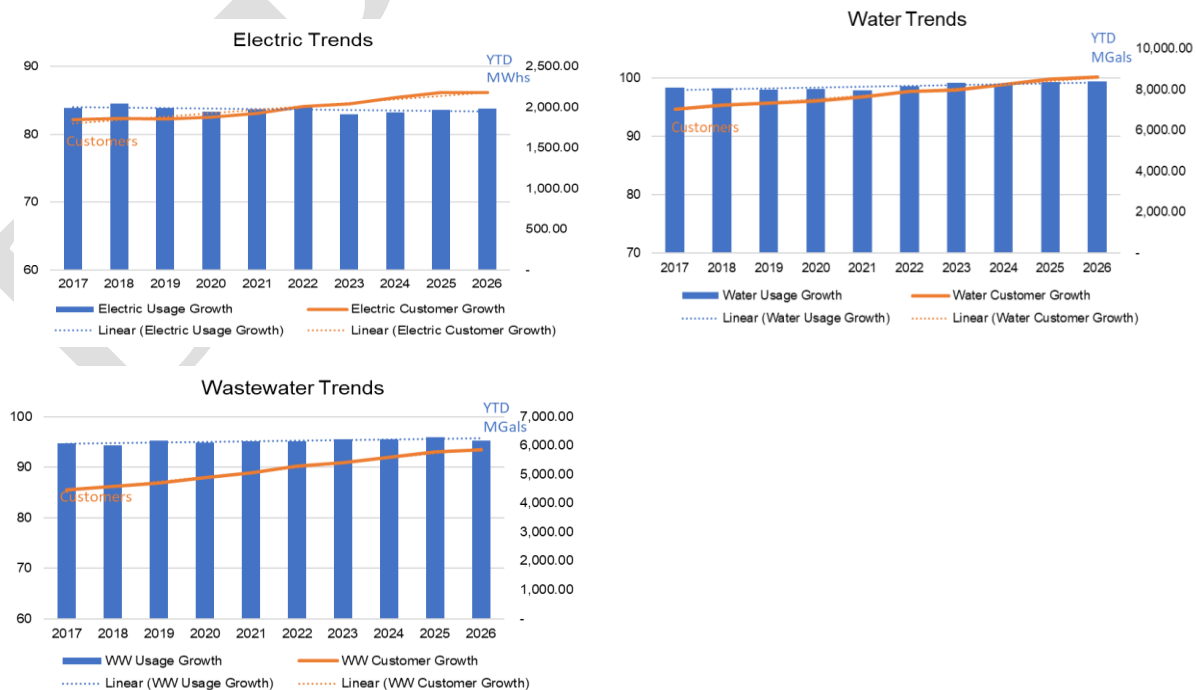 Electric Trends
YTD
MWhs
90
80
70
60
2,500.00
2,000.00
1,500.00
1,000.00
500.00
-
Customers
2017 2018 2019 2020 2021 2022 2023 2024 2025 2026
Electric Usage Growth Electric Customer Growth
Linear (Electric Usage Growth) Linear (Electric Customer Growth)
Water Trends
YTD
MGals
100
90
80
70
10,000.00
8,000.00
6,000.00
4,000.00
2,000.00
-
Customers
2017 2018 2019 2020 2021 2022 2023 2024 2025 2026
Water Usage Growth Water Customer Growth
Linear (Water Usage Growth) Linear (Water Customer Growth)
Wastewater Trends
YTD
MGals
100
90
80
70
60
7,000.00
6,000.00
5,000.00
4,000.00
3,000.00
2,000.00
1,000.00
-
Customers
2017 2018 2019 2020 2021 2022 2023 2024 2025 2026
WW Usage Growth WW Customer Growth
Linear (WW Usage Growth) Linear (WW Customer Growth)